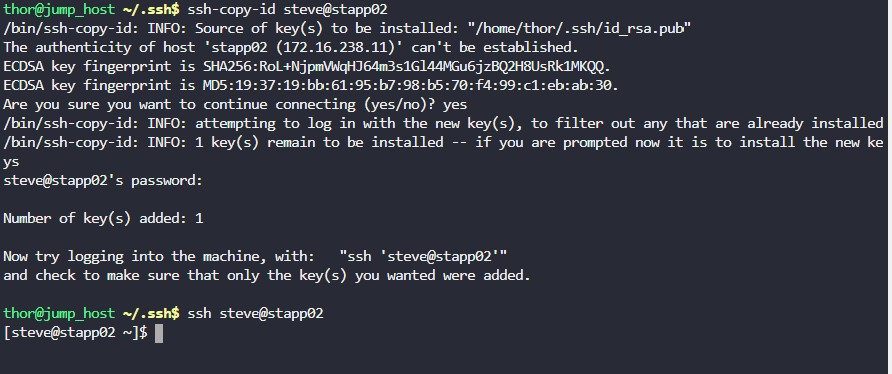 thor@jump_host ~/.ssh$ ssh-copy-id steve@stapp02
/bin/ssh-copy-id: INFO: Source of key(s) to be installed: "/home/thor/.ssh/id_rsa.pub"
The authenticity of host 'stapp02 (172.16.238.11)' can't be established.
ECDSA key fingerprint is SHA256:RoL+NjpmVWqHJ64m3s1Gl44MGu6jzBQ2H8UsRk1MKQQ.
ECDSA key fingerprint is MD5:19:37:19:bb:61:95:b7:98:b5:70:f4:99:c1:eb:ab:30.
Are you sure you want to continue connecting (yes/no)? yes
/bin/ssh-copy-id: INFO: attempting to log in with the new key(s), to filter out any that are already installed
/bin/ssh-copy-id: INFO: 1 key(s) remain to be installed -- if you are prompted now it is to install the new ke
ys
steve@stapp02's password:
Number of key(s) added: 1
Now try logging into the machine, with:   "ssh 'steve@stapp02'"
and check to make sure that only the key(s) you wanted were added.
thor@jump_host ~/.ssh$ ssh steve@stapp02
[steve@stapp02 ~]$